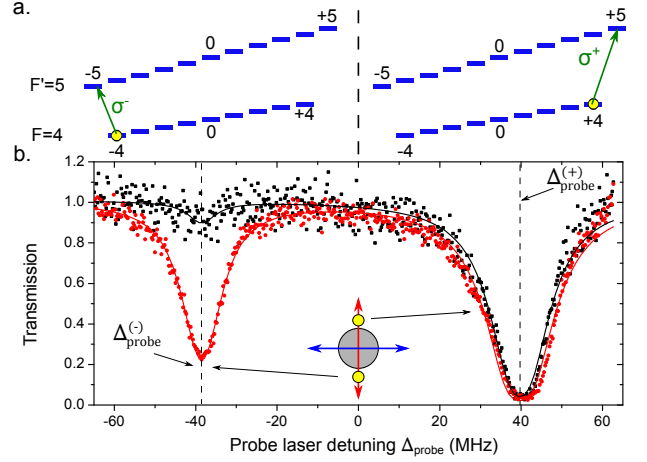 a.
+5
0
-5
F'=5
σ⁻
+4
F=4
0
-4
+5
0
-5
σ⁺
+4
0
-4
b.
1.2
1.0
0.8
0.6
0.4
0.2
0.0
Transmission
Δ(+)probe
Δ(-)probe
-60 -40 -20 0 20 40 60
Probe laser detuning Δprobe (MHz)